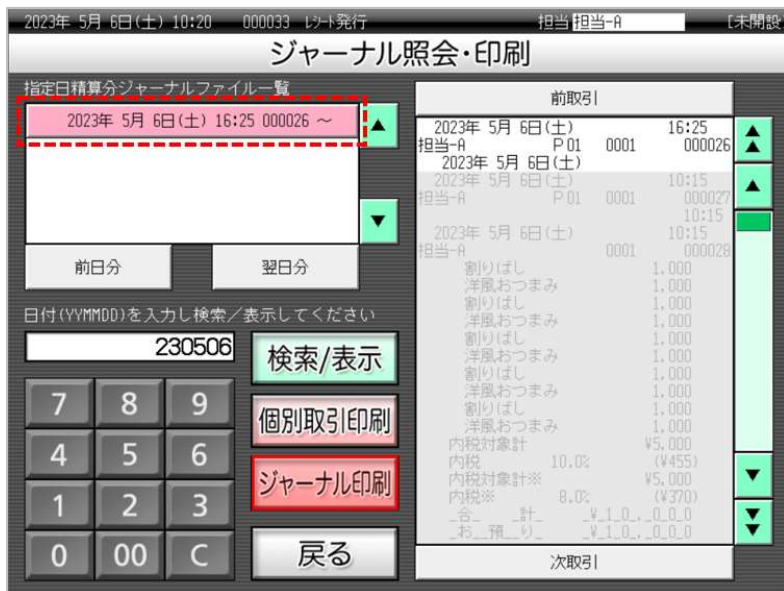 2023年 5月 6日(土) 10:20 000033 レシート発行 担当 担当-A [未開設
ジャーナル照会・印刷
指定日精算分ジャーナルファイル一覧
2023年 5月 6日(土) 16:25 000026 ～
▲
▼
前日分 翌日分
日付(YYMMDD)を入力し検索/表示してください
230506
検索/表示
7 8 9
個別取引印刷
4 5 6
ジャーナル印刷
1 2 3
0 00 C
戻る
前取引
2023年 5月 6日(土) 16:25
担当-A P 01 0001 000026
2023年 5月 6日(土)
2023年 5月 6日(土) 10:15
担当-A P 01 0001 000027
10:15
2023年 5月 6日(土) 10:15
担当-A 0001 000028
割りばし 1,000
洋風おつまみ 1,000
割りばし 1,000
洋風おつまみ 1,000
割りばし 1,000
洋風おつまみ 1,000
割りばし 1,000
洋風おつまみ 1,000
割りばし 1,000
洋風おつまみ 1,000
内税対象計 ¥5,000
内税 10.0% (¥455)
内税対象計※ ¥5,000
内税※ 8.0% (¥370)
_合_ _計_ _¥_1_0_,_0_0_0
_お_預_り_ _¥_1_0_,_0_0_0
次取引